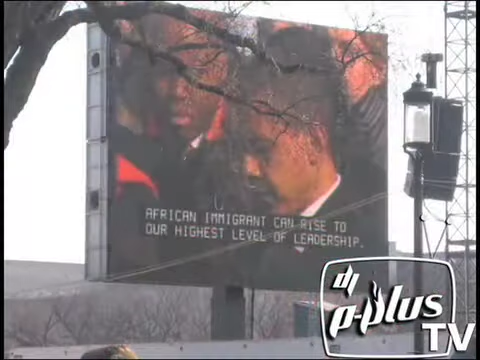 AFRICAN IMMIGRANT CAN RISE TO
OUR HIGHEST LEVEL OF LEADERSHIP.
dj
p-plus
TV